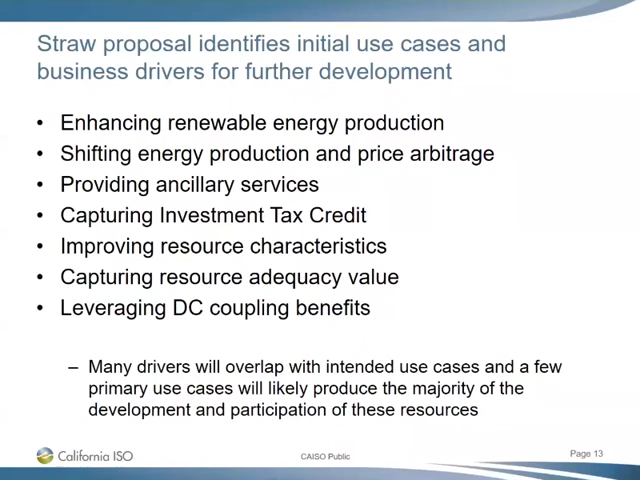 Straw proposal identifies initial use cases and
business drivers for further development
• Enhancing renewable energy production
• Shifting energy production and price arbitrage
• Providing ancillary services
• Capturing Investment Tax Credit
• Improving resource characteristics
• Capturing resource adequacy value
• Leveraging DC coupling benefits
– Many drivers will overlap with intended use cases and a few
primary use cases will likely produce the majority of the
development and participation of these resources
California ISO
CAISO Public
Page 13